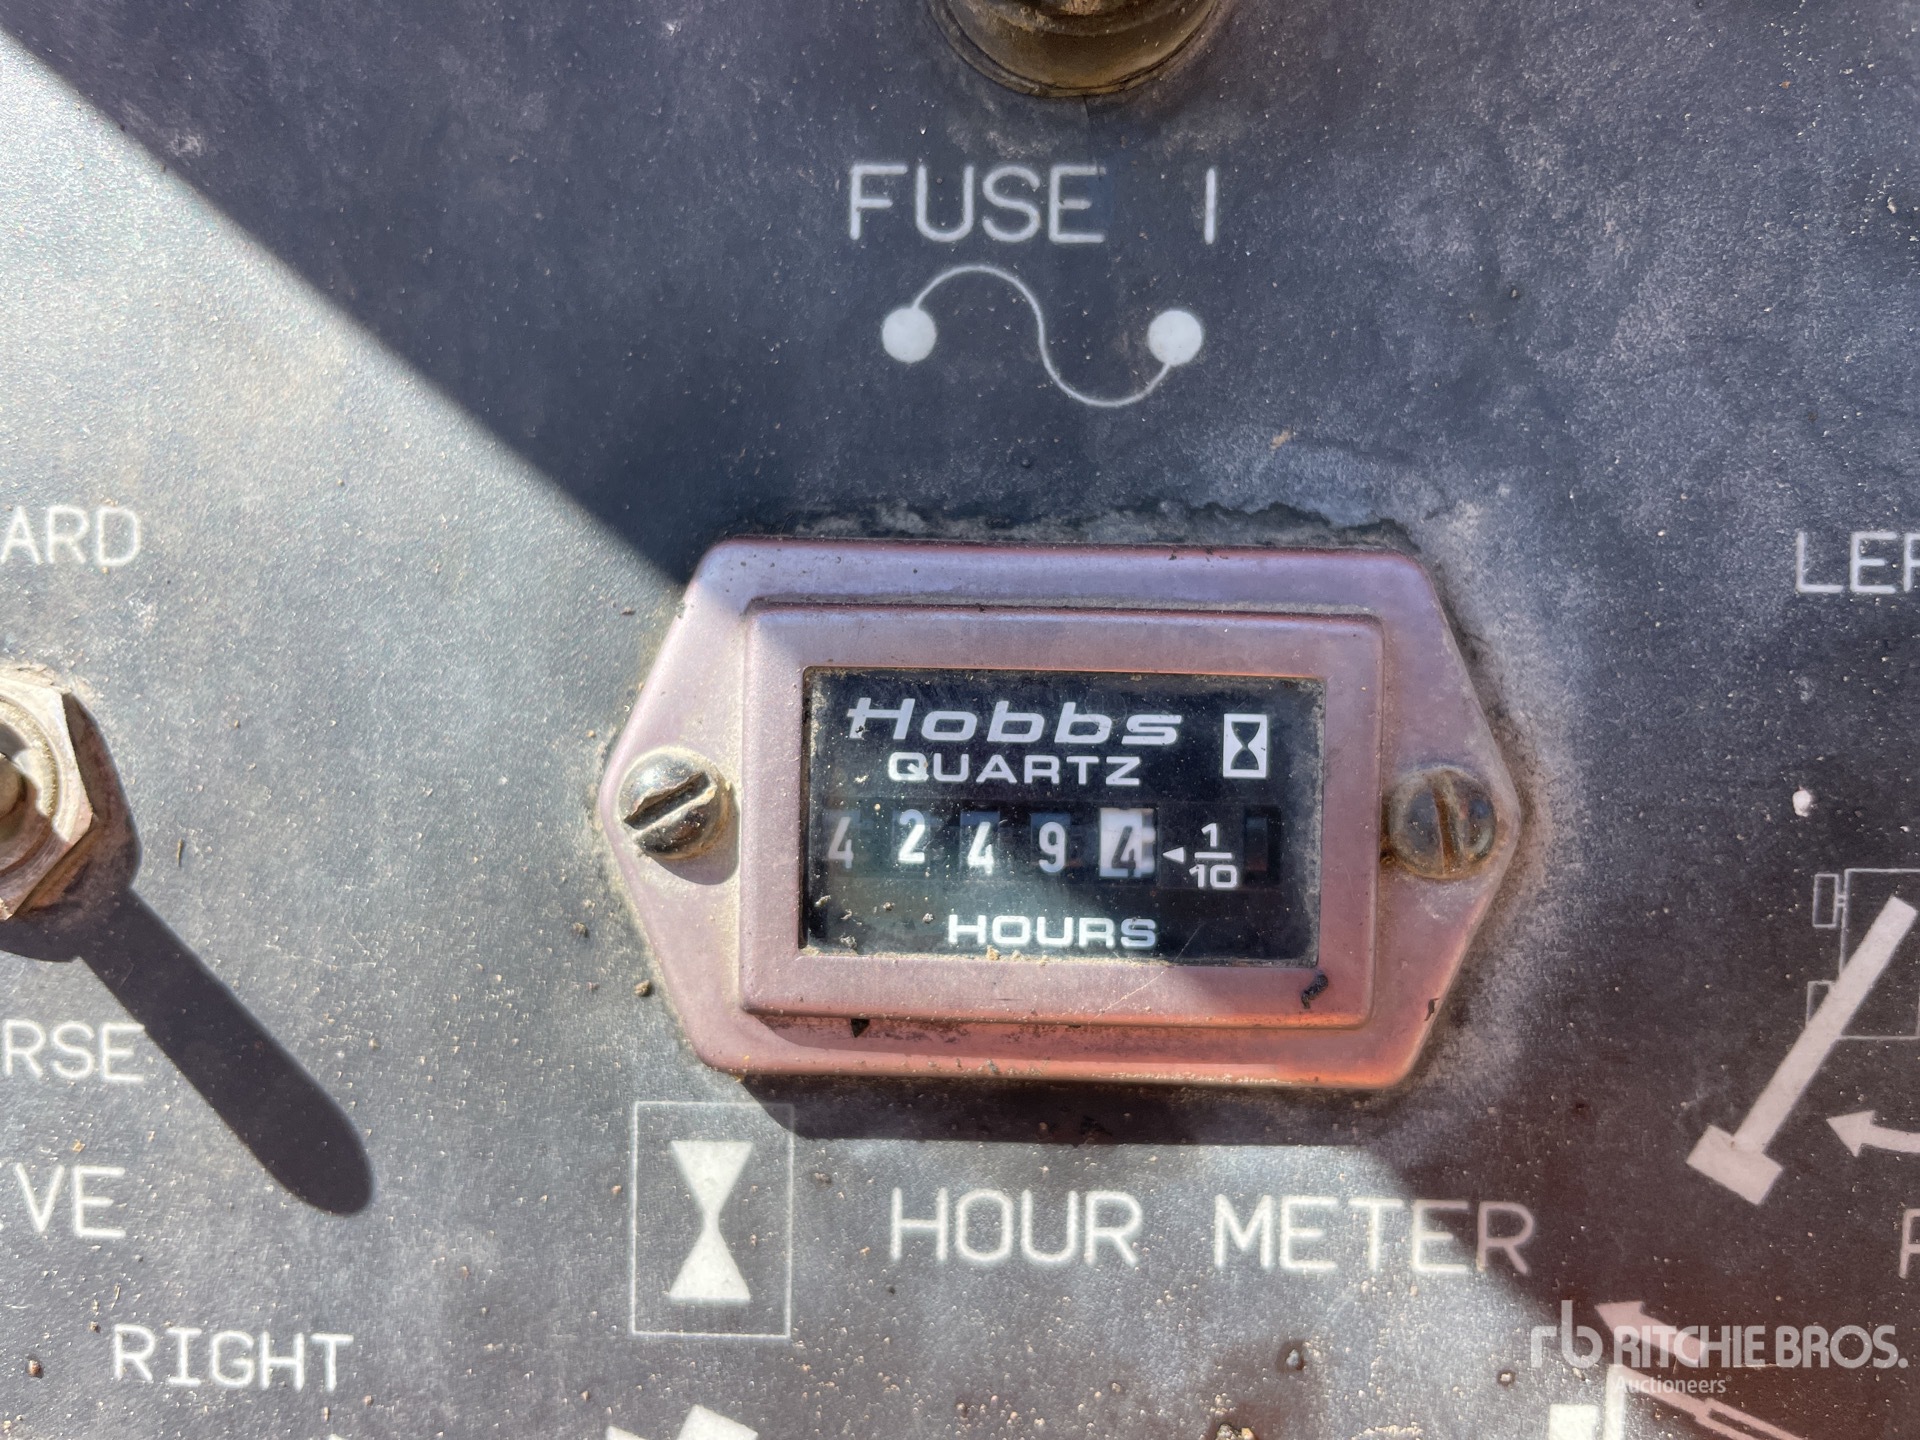 FUSE 1
ARD
LEF
Hobbs
QUARTZ
4 2 4 9 4 ◄ 1/10
HOURS
RSE
VE
HOUR METER
RIGHT
rb RITCHIE BROS.
Auctioneers